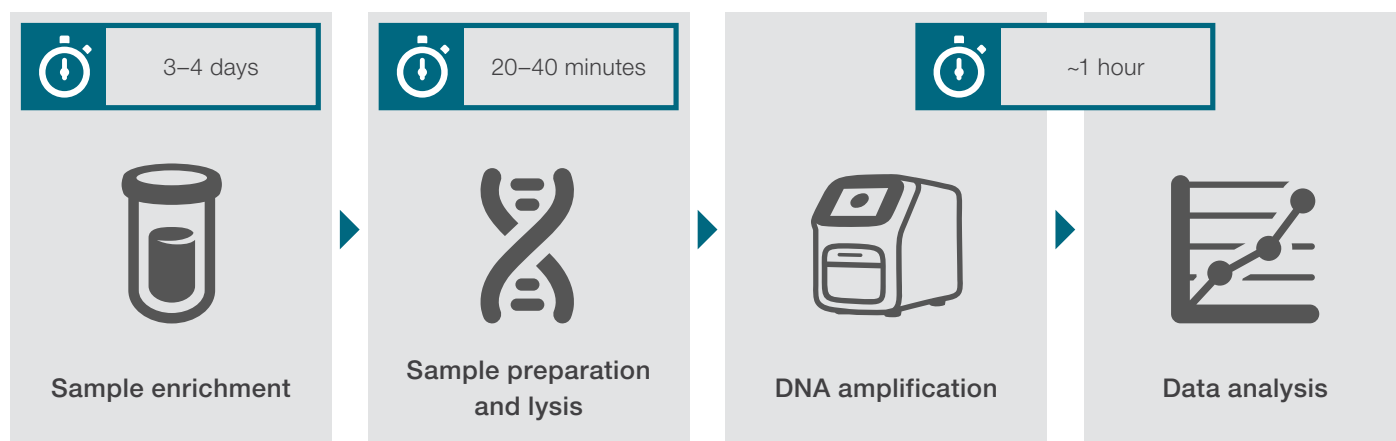 3–4 days
20–40 minutes
~1 hour
Sample enrichment
Sample preparation
and lysis
DNA amplification
Data analysis